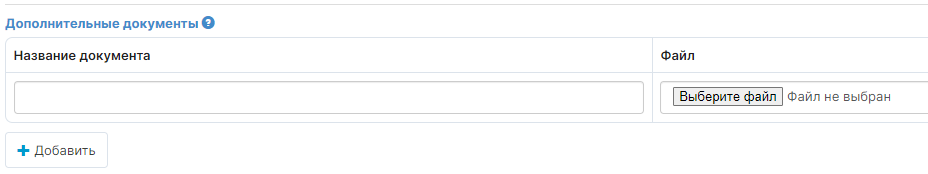 Дополнительные документы ?
Название документа
Файл
Выберите файл Файл не выбран
Добавить